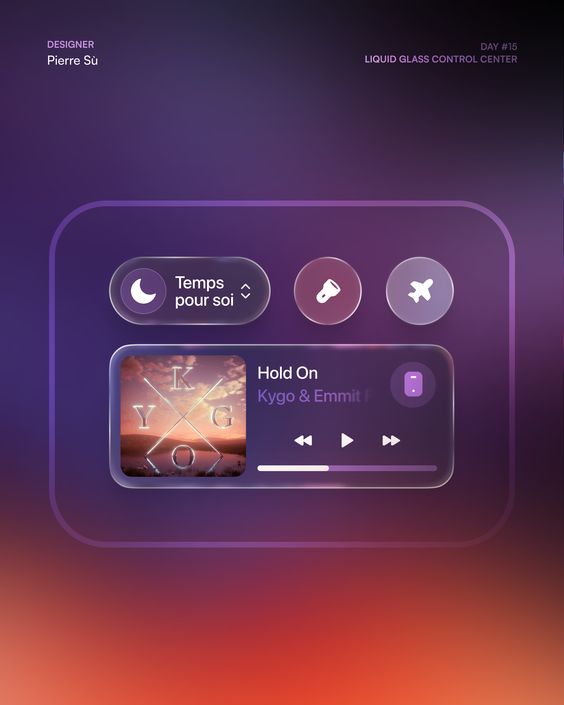 DESIGNER
Pierre Sù
DAY #15
LIQUID GLASS CONTROL CENTER
Temps
pour soi
Hold On
Kygo & Emmit
K
Y G
O